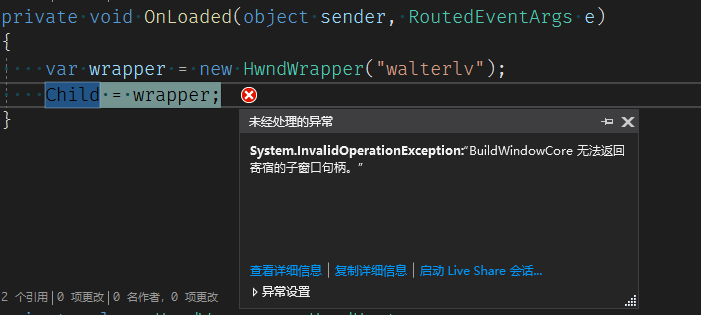 private void OnLoaded(object sender, RoutedEventArgs e)
{
var wrapper = new HwndWrapper("walterlv");
Child = wrapper;
}
未经处理的异常
System.InvalidOperationException:“BuildWindowCore 无法返回
寄宿的子窗口句柄。”
查看详细信息 | 复制详细信息 | 启动 Live Share 会话...
异常设置
2 个引用 | 0 项更改 | 0 名作者, 0 项更改